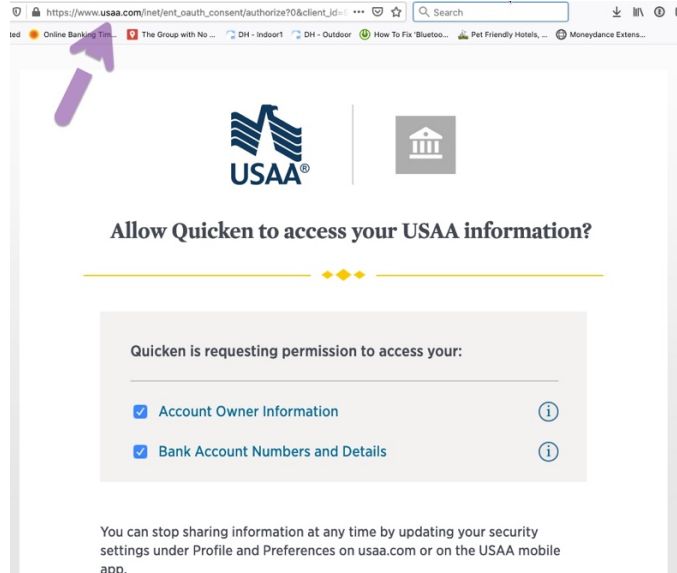 https://www.usaa.com/inet/ent_oauth_consent/authorize?0&client_id=
Search
ted Online Banking Tim... The Group with No ... DH - Indoor1 DH - Outdoor How To Fix 'Bluetoo... Pet Friendly Hotels, ... Moneydance Extens...
USAA®
Allow Quicken to access your USAA information?
Quicken is requesting permission to access your:
Account Owner Information
Bank Account Numbers and Details
You can stop sharing information at any time by updating your security
settings under Profile and Preferences on usaa.com or on the USAA mobile
app.